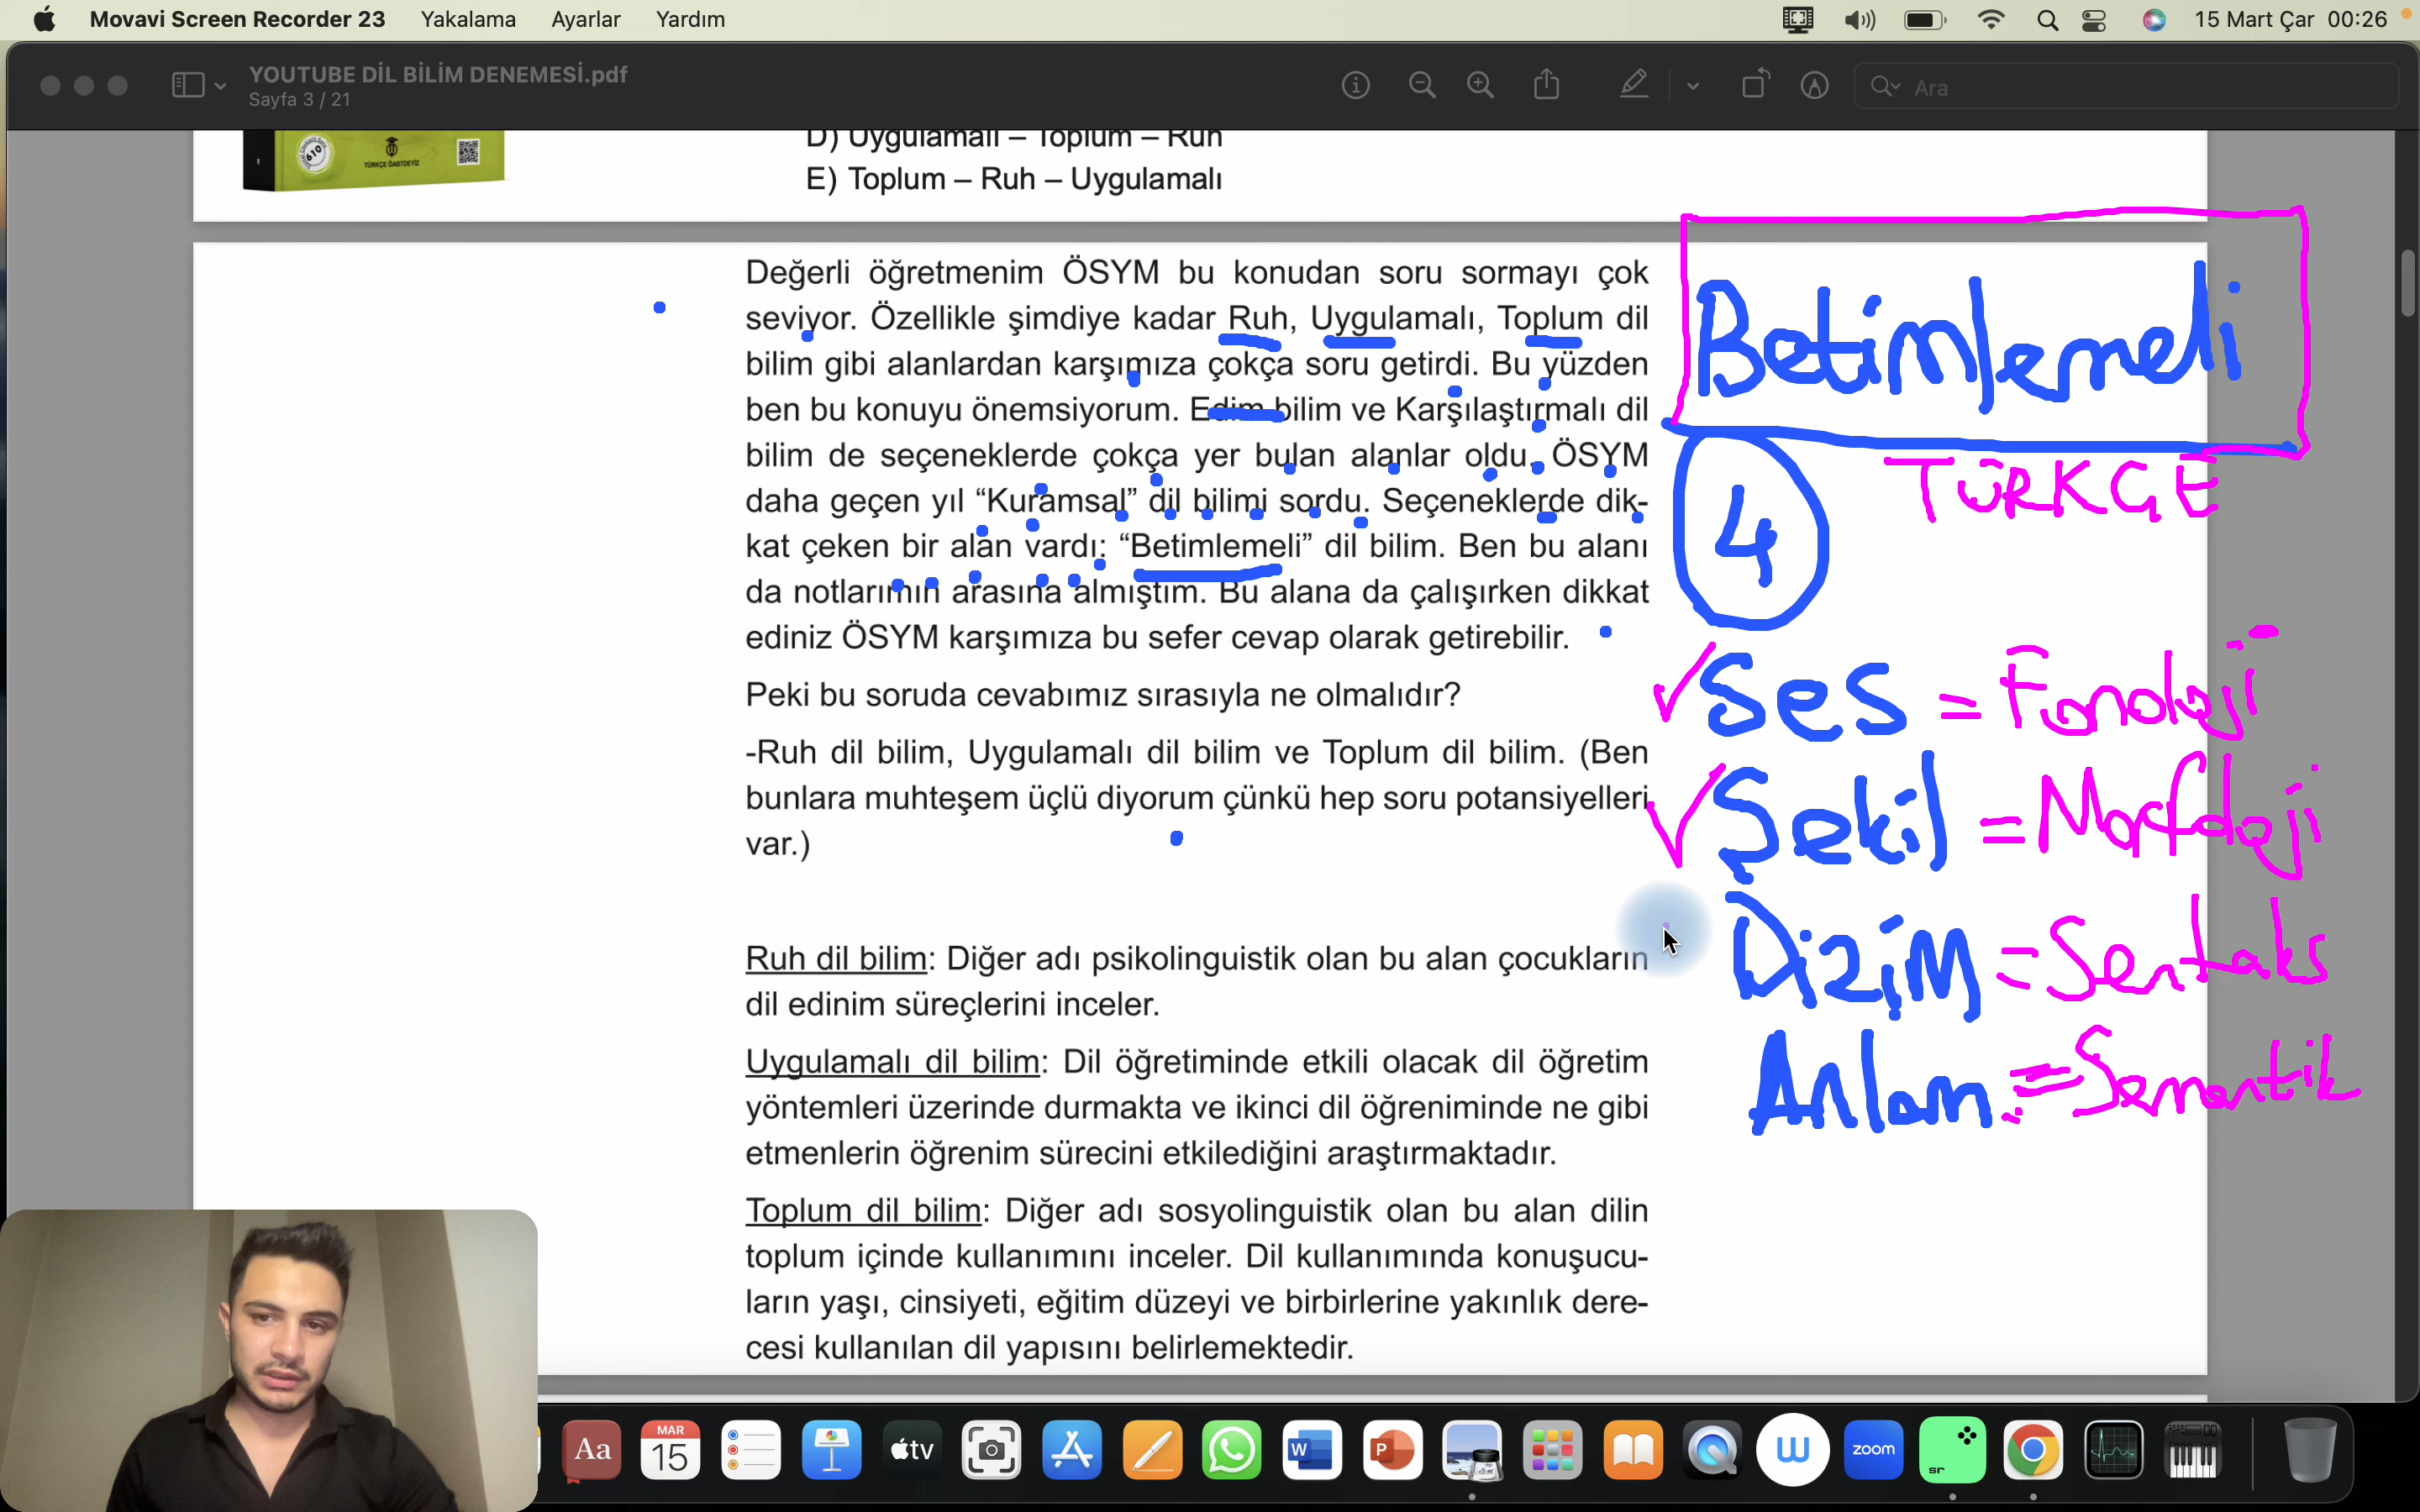 Movavi Screen Recorder 23 Yakalama Ayarlar Yardım 15 Mart Çar 00:26
YOUTUBE DİL BİLİM DENEMESİ.pdf
Sayfa 3 / 21
Ara
610
TÜRKÇE ÖABTDEYİZ
D) Uygulamalı – Toplum – Ruh
E) Toplum – Ruh – Uygulamalı
Değerli öğretmenim ÖSYM bu konudan soru sormayı çok
seviyor. Özellikle şimdiye kadar Ruh, Uygulamalı, Toplum dil
bilim gibi alanlardan karşımıza çokça soru getirdi. Bu yüzden
ben bu konuyu önemsiyorum. Edim bilim ve Karşılaştırmalı dil
bilim de seçeneklerde çokça yer bulan alanlar oldu. ÖSYM
daha geçen yıl “Kuramsal” dil bilimi sordu. Seçeneklerde dik-
kat çeken bir alan vardı: “Betimlemeli” dil bilim. Ben bu alanı
da notlarımın arasına almıştım. Bu alana da çalışırken dikkat
ediniz ÖSYM karşımıza bu sefer cevap olarak getirebilir.
Peki bu soruda cevabımız sırasıyla ne olmalıdır?
-Ruh dil bilim, Uygulamalı dil bilim ve Toplum dil bilim. (Ben
bunlara muhteşem üçlü diyorum çünkü hep soru potansiyelleri
var.)
Ruh dil bilim: Diğer adı psikolinguistik olan bu alan çocukların
dil edinim süreçlerini inceler.
Uygulamalı dil bilim: Dil öğretiminde etkili olacak dil öğretim
yöntemleri üzerinde durmakta ve ikinci dil öğreniminde ne gibi
etmenlerin öğrenim sürecini etkilediğini araştırmaktadır.
Toplum dil bilim: Diğer adı sosyolinguistik olan bu alan dilin
toplum içinde kullanımını inceler. Dil kullanımında konuşucu-
ların yaşı, cinsiyeti, eğitim düzeyi ve birbirlerine yakınlık dere-
cesi kullanılan dil yapısını belirlemektedir.
Betimlemeli
4 TÜRKÇE
Ses = Fonoloji
Şekil = Morfoloji
Dizim = Sentaks
Anlam = Semantik
Aa
MAR
15
tv
W
P
W
zoom
sr